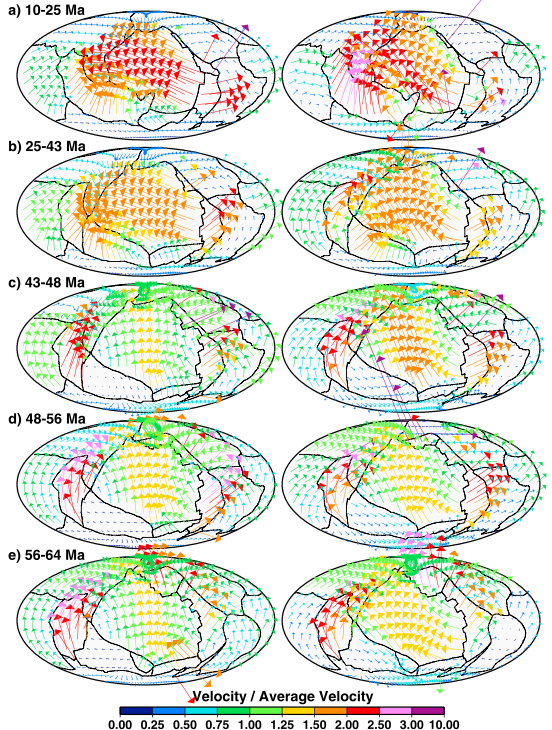 a) 10-25 Ma
b) 25-43 Ma
c) 43-48 Ma
d) 48-56 Ma
e) 56-64 Ma
Velocity / Average Velocity
0.00 0.25 0.50 0.75 1.00 1.25 1.50 2.00 2.50 3.00 10.00